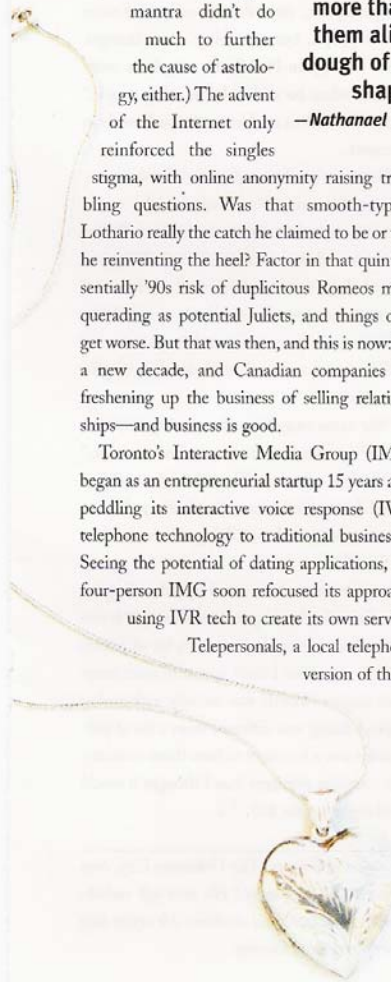 mantra didn't do
much to further
the cause of astrolo-
gy, either.) The advent
of the Internet only
reinforced the singles
stigma, with online anonymity raising tr
bling questions. Was that smooth-typ
Lothario really the catch he claimed to be or
he reinventing the heel? Factor in that quin
sentially '90s risk of duplicitous Romeos m
querading as potential Juliets, and things c
get worse. But that was then, and this is now:
a new decade, and Canadian companies
freshening up the business of selling relati
ships—and business is good.
Toronto's Interactive Media Group (IM
began as an entrepreneurial startup 15 years a
peddling its interactive voice response (IV
telephone technology to traditional busines
Seeing the potential of dating applications,
four-person IMG soon refocused its approa
using IVR tech to create its own serv
Telepersonals, a local teleph
version of th
more tha
them ali
dough of
shap
—Nathanael